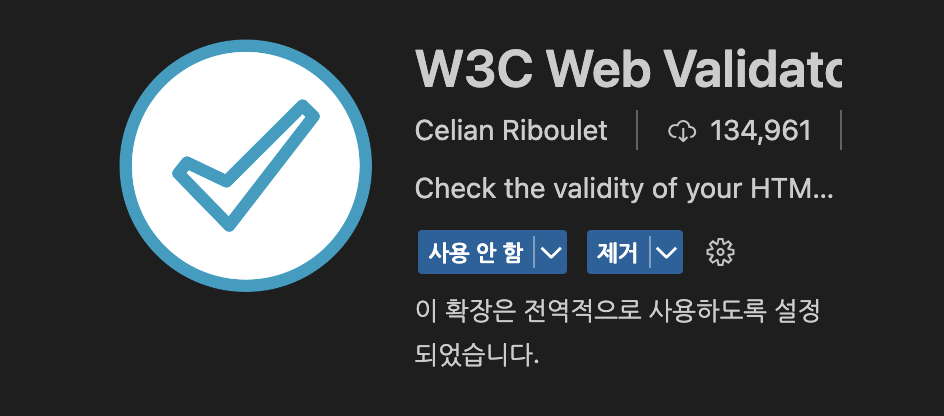 W3C Web Validato
Celian Riboulet 134,961
Check the validity of your HTM...
사용 안 함 제거
이 확장은 전역적으로 사용하도록 설정
되었습니다.